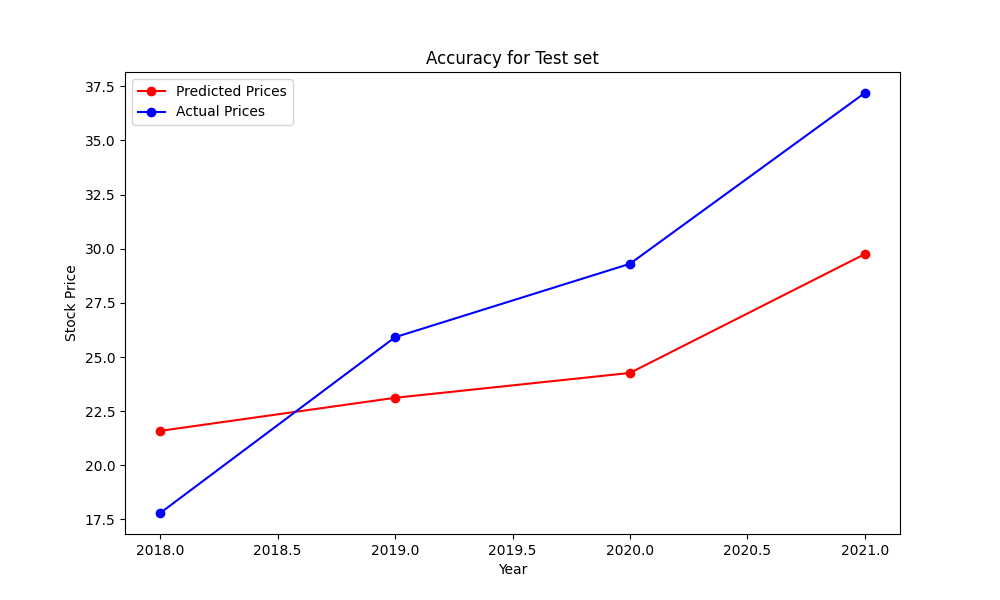 Accuracy for Test set
Predicted Prices
Actual Prices
37.5
35.0
32.5
30.0
27.5
25.0
22.5
20.0
17.5
Stock Price
2018.0 2018.5 2019.0 2019.5 2020.0 2020.5 2021.0
Year